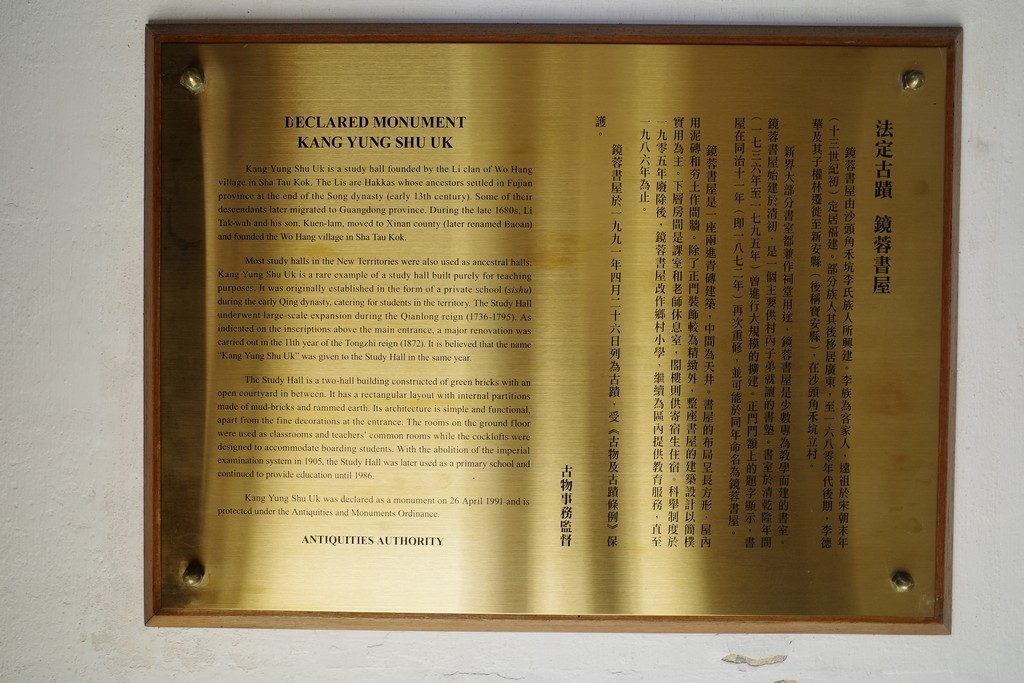 DECLARED MONUMENT
KANG YUNG SHU UK
Kang Yung Shu Uk is a study hall founded by the Li clan of Wo Hang
village in Sha Tau Kok. The Lis are Hakkas whose ancestors settled in Fujian
province at the end of the Song dynasty (early 13th century). Some of their
descendants later migrated to Guangdong province. During the late 1680s, Li
Tak-wah and his son, Kuen-lam, moved to Xinan county (later renamed Baoan)
and founded the Wo Hang village in Sha Tau Kok.
Most study halls in the New Territories were also used as ancestral halls.
Kang Yung Shu Uk is a rare example of a study hall built purely for teaching
purposes. It was originally established in the form of a private school (sishu)
during the early Qing dynasty, catering for students in the territory. The Study Hall
underwent large-scale expansion during the Qianlong reign (1736-1795). As
indicated on the inscriptions above the main entrance, a major renovation was
carried out in the 11th year of the Tongzhi reign (1872). It is believed that the name
“Kang Yung Shu Uk” was given to the Study Hall in the same year.
The Study Hall is a two-hall building constructed of green bricks with an
open courtyard in between. It has a rectangular layout with internal partitions
made of mud-bricks and rammed earth. Its architecture is simple and functional,
apart from the fine decorations at the entrance. The rooms on the ground floor
were used as classrooms and teachers’ common rooms while the cocklofts were
designed to accommodate boarding students. With the abolition of the imperial
examination system in 1905, the Study Hall was later used as a primary school and
continued to provide education until 1986.
Kang Yung Shu Uk was declared as a monument on 26 April 1991 and is
protected under the Antiquities and Monuments Ordinance.
ANTIQUITIES AUTHORITY
法定古蹟 鏡蓉書屋
鏡蓉書屋由沙頭角禾坑李氏族人所興建。李族為客家人，遠祖於宋朝末年
（十三世紀初）定居福建。部分族人其後移居廣東，至一六八零年代後期，李德
華及其子權林遷徙至新安縣（後稱寶安縣），在沙頭角禾坑立村。
新界大部分書室都兼作祠堂用途，鏡蓉書屋是少數專為教學而建的書室。
鏡蓉書屋始建於清初，是一個主要供村內子弟就讀的書塾。書室於清乾隆年間
（一七三六年至一七九五年）曾進行大規模的擴建。正門門額上的題字顯示，書
屋在同治十一年（即一八七二年）再次重修，並可能於同年命名為鏡蓉書屋。
鏡蓉書屋是一座兩進青磚建築，中間為天井。書屋的布局呈長方形，屋內
用泥磚和夯土作間牆。除了正門裝飾較為精緻外，整座書屋的建築設計以簡樸
實用為主。下層房間是課室和老師休息室，閣樓則供寄宿生住宿。科舉制度於
一九零五年廢除後，鏡蓉書屋改作鄉村小學，繼續為區內提供教育服務，直至
一九八六年為止。
鏡蓉書屋於一九九一年四月二十六日列為古蹟，受《古物及古蹟條例》保
護。
古物事務監督